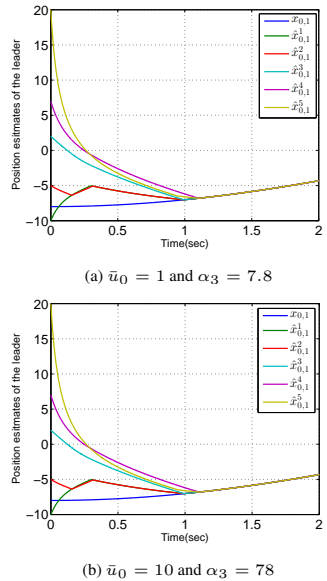 20
15
10
5
0
−5
−10
0
0.5
1
1.5
2
Position esitmates of the leader
Time(sec)
x₀,₁
x̂¹₀,₁
x̂²₀,₁
x̂³₀,₁
x̂⁴₀,₁
x̂⁵₀,₁
(a) ū₀ = 1 and α₃ = 7.8
20
15
10
5
0
−5
−10
0
0.5
1
1.5
2
Position esitmates of the leader
Time(sec)
x₀,₁
x̂¹₀,₁
x̂²₀,₁
x̂³₀,₁
x̂⁴₀,₁
x̂⁵₀,₁
(b) ū₀ = 10 and α₃ = 78